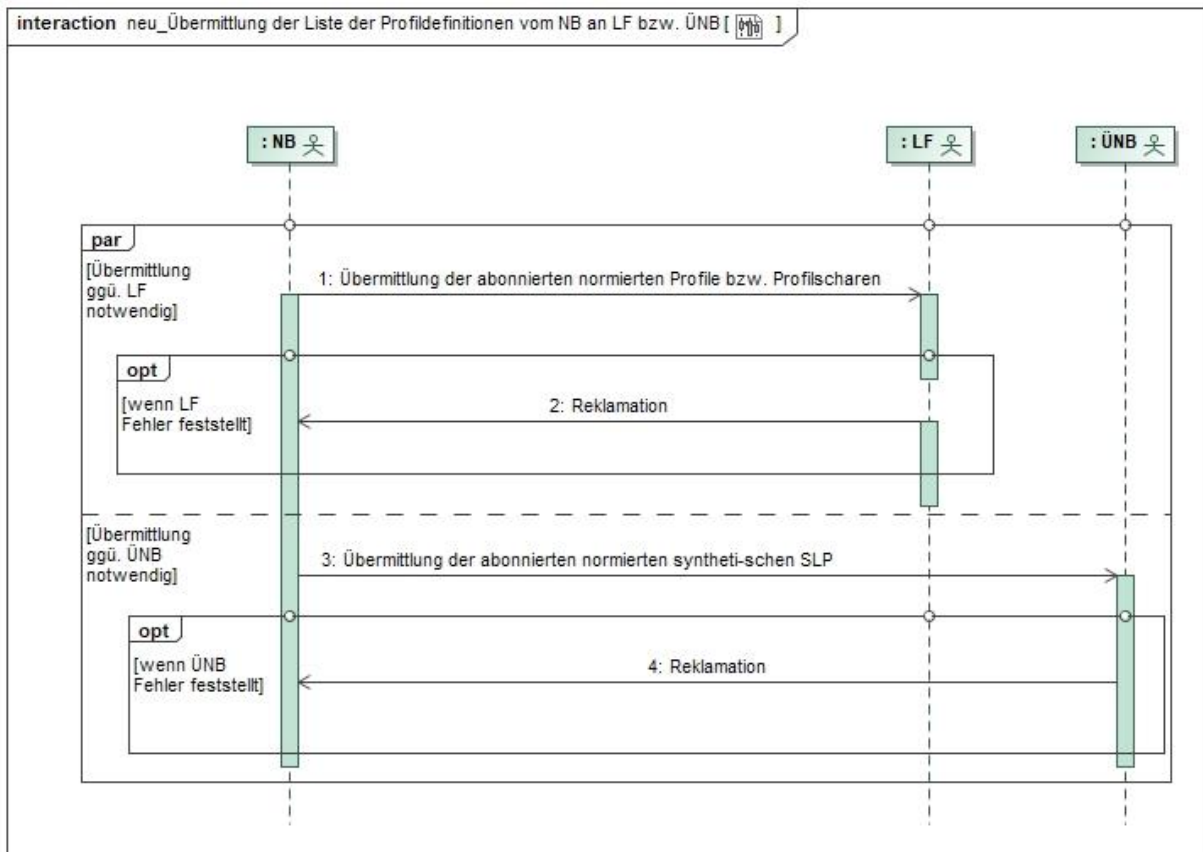 interaction neu_Übermittlung der Liste der Profildefinitionen vom NB an LF bzw. ÜNB [ ]
: NB
: LF
: ÜNB
par
[Übermittlung
ggü. LF
notwendig]
1: Übermittlung der abonnierten normierten Profile bzw. Profilscharen
opt
[wenn LF
Fehler feststellt]
2: Reklamation
[Übermittlung
ggü. ÜNB
notwendig]
3: Übermittlung der abonnierten normierten syntheti-schen SLP
opt
[wenn ÜNB
Fehler feststellt]
4: Reklamation